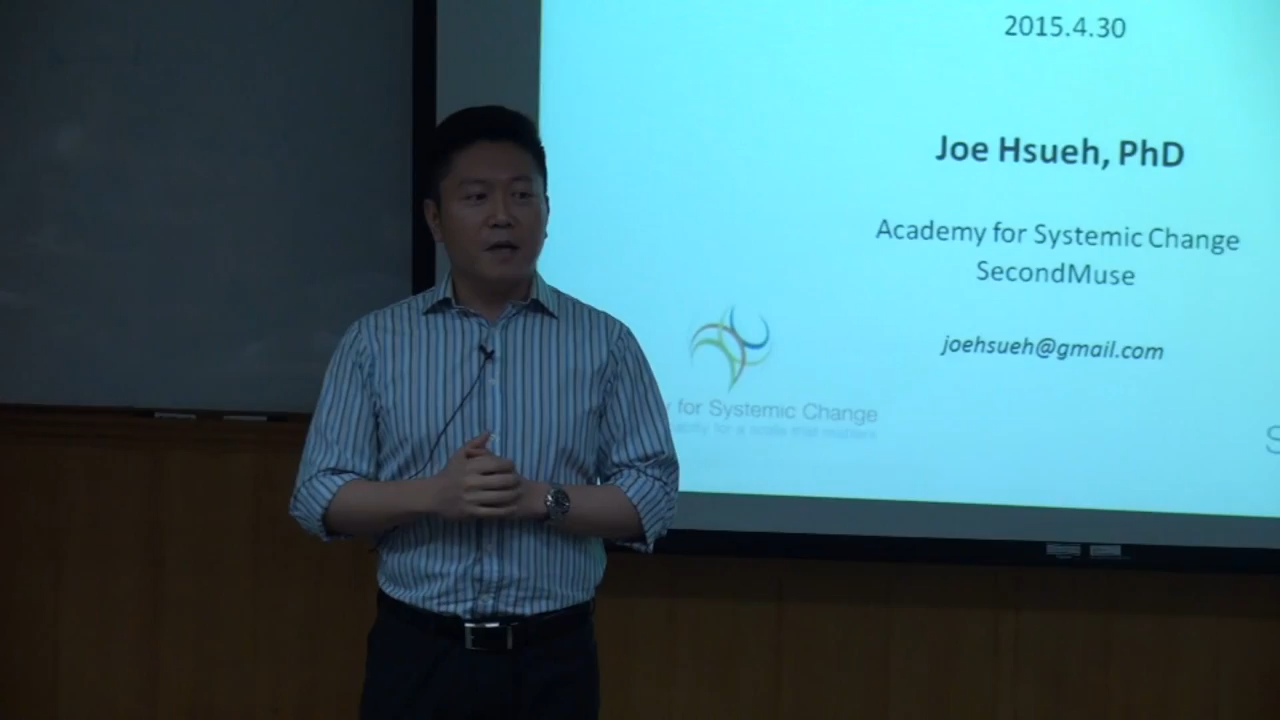 2015.4.30
Joe Hsueh, PhD
Academy for Systemic Change
SecondMuse
joehsueh@gmail.com
for Systemic Change